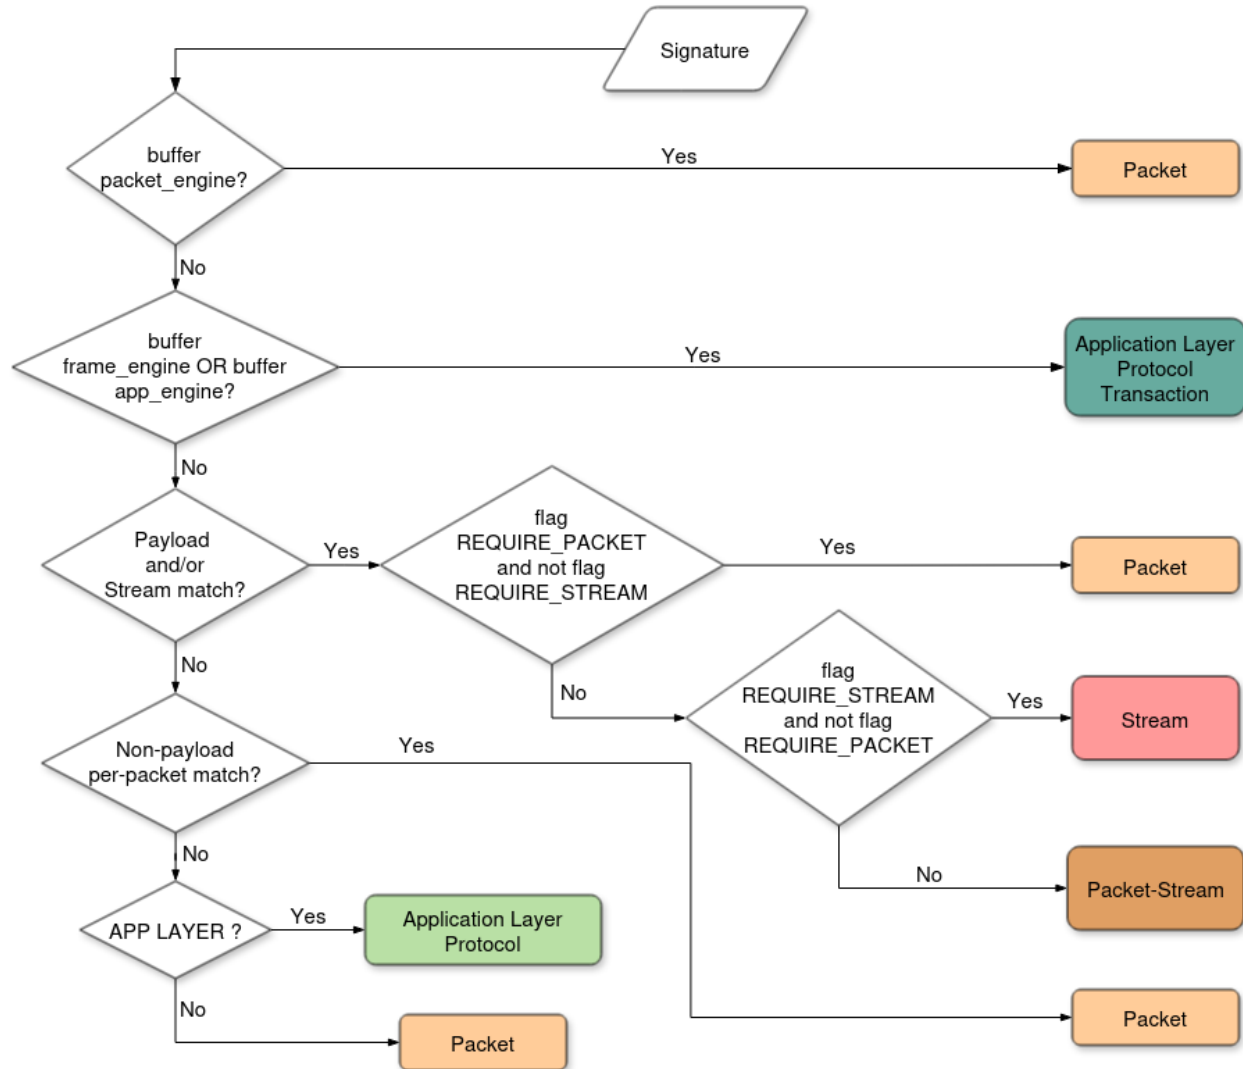 Signature
buffer
packet_engine?
Yes
Packet
No
buffer
frame_engine OR buffer
app_engine?
Yes
Application Layer
Protocol
Transaction
No
Payload
and/or
Stream match?
Yes
flag
REQUIRE_PACKET
and not flag
REQUIRE_STREAM
Yes
Packet
No
flag
REQUIRE_STREAM
and not flag
REQUIRE_PACKET
Yes
Stream
No
Packet-Stream
No
Non-payload
per-packet match?
Yes
Packet
No
APP LAYER ?
Yes
Application Layer
Protocol
No
Packet